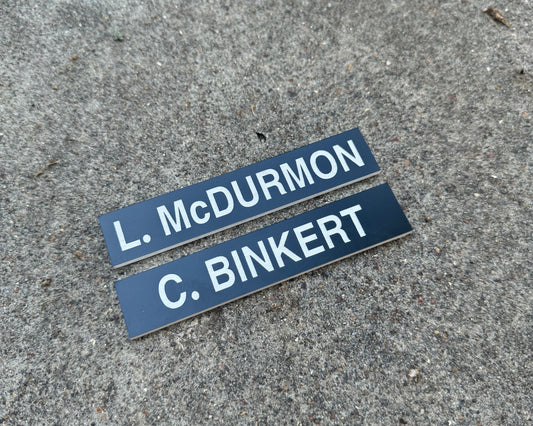 L. McDURMON
C. BINKERT